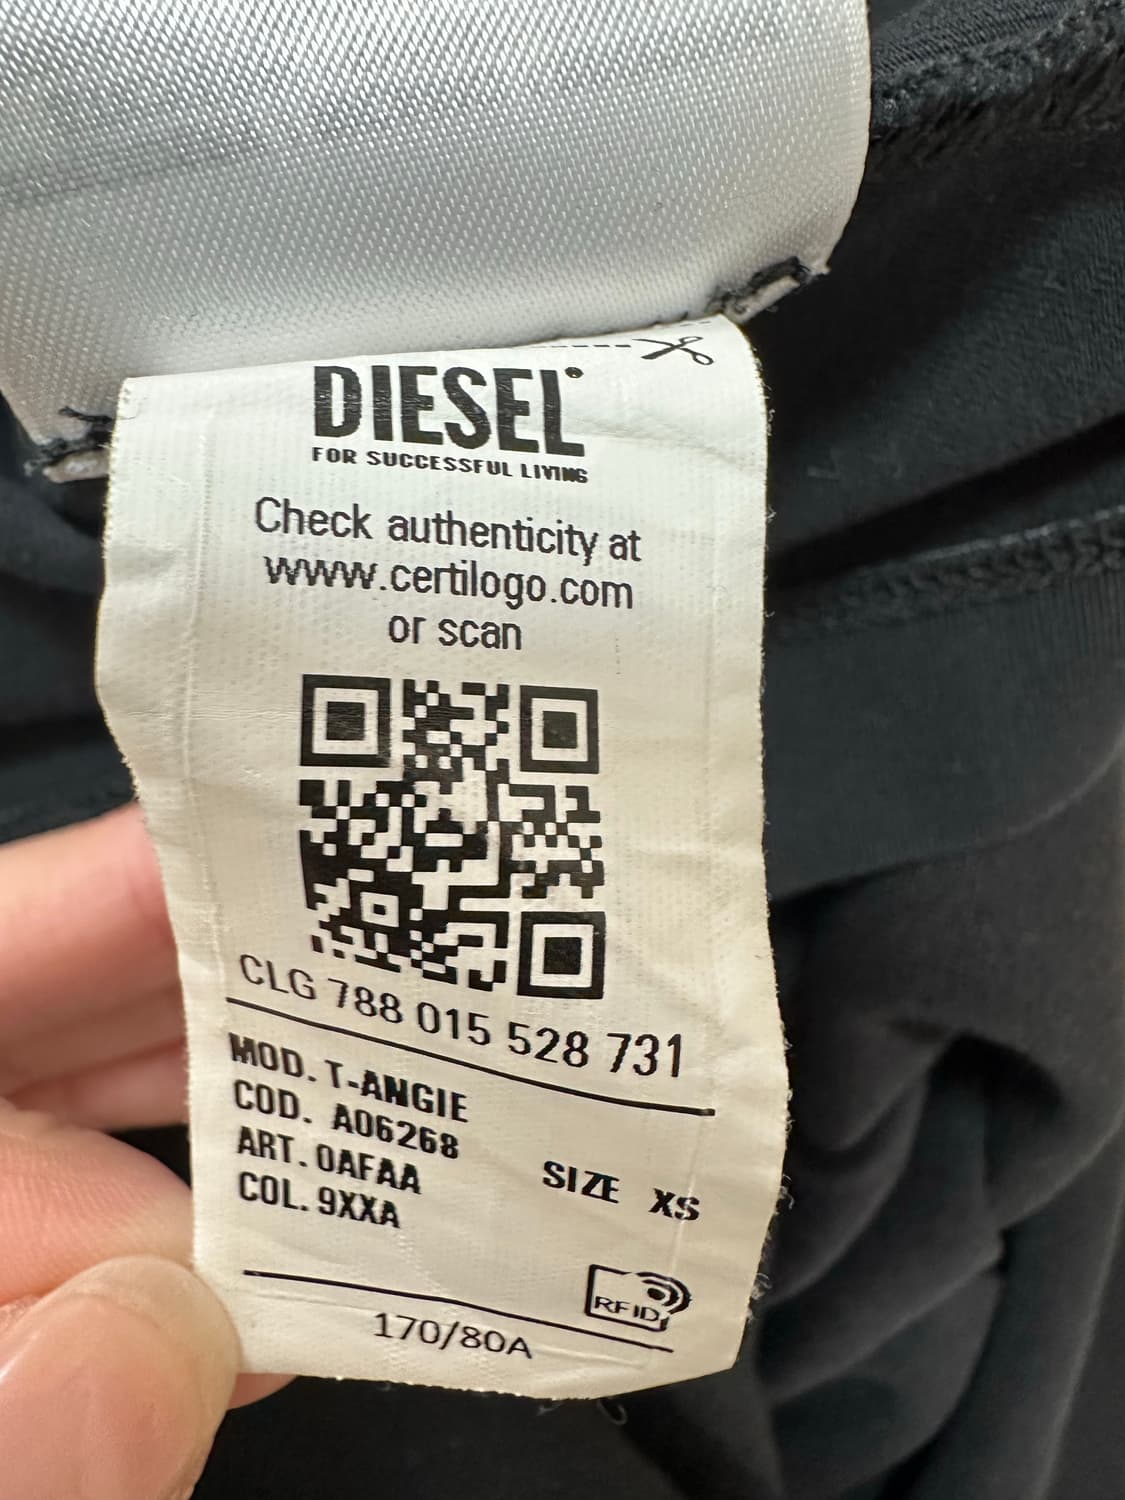 DIESEL
FOR SUCCESSFUL LIVING
Check authenticity at
www.certilogo.com
or scan
CLG 788 015 528 731
MOD. T-ANGIE
COD. A06268
ART. 0AFAA
SIZE XS
COL. 9XXA
RFID
170/80A